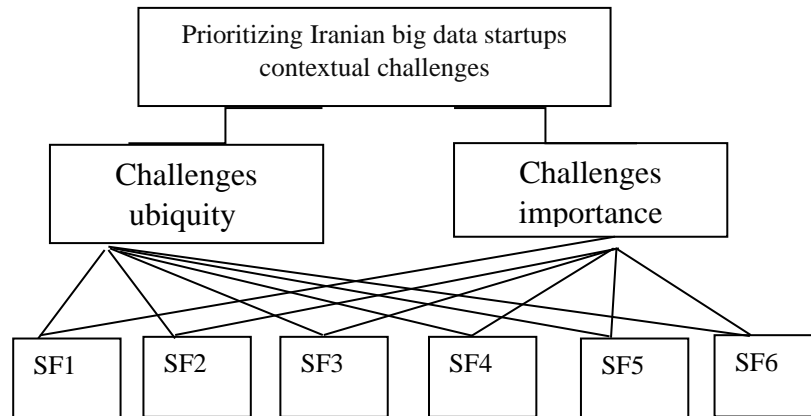 Prioritizing Iranian big data startups
contextual challenges
Challenges
ubiquity
Challenges
importance
SF1
SF2
SF3
SF4
SF5
SF6